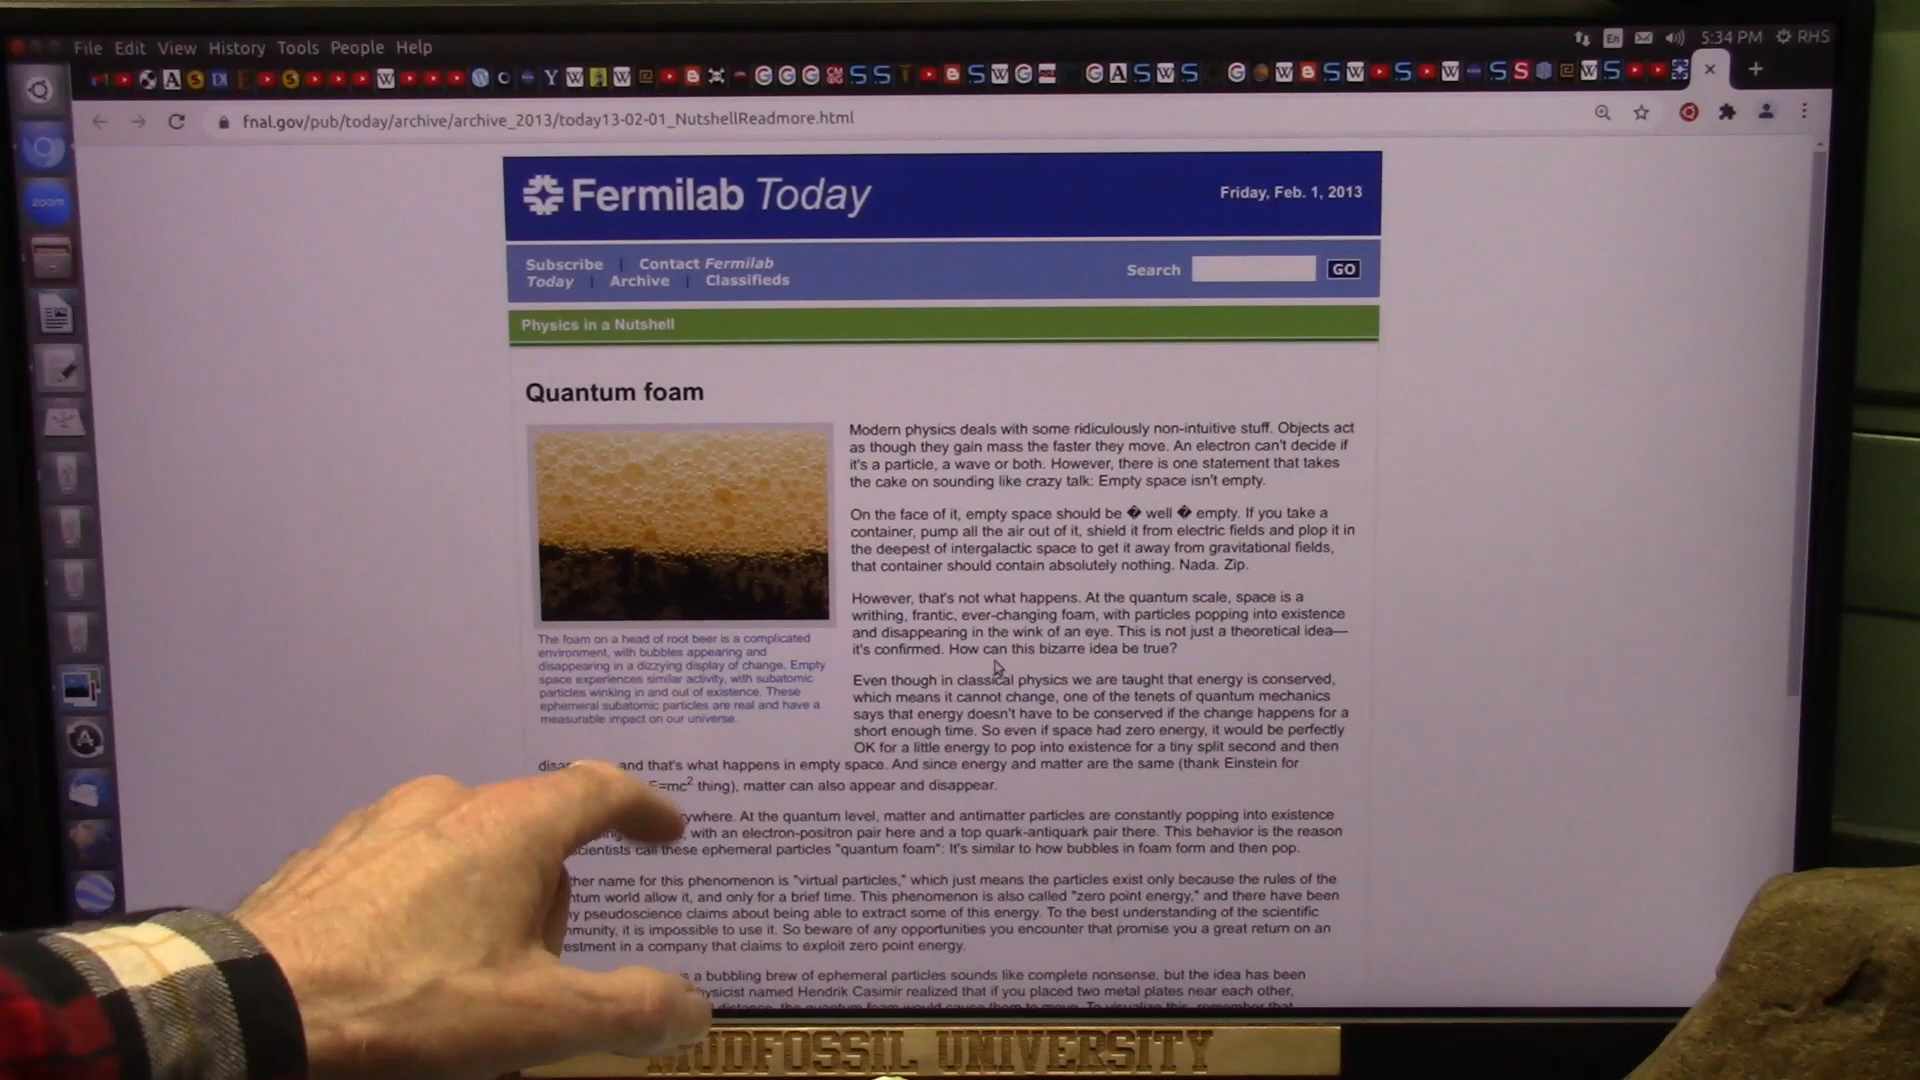 File Edit View History Tools People Help
5:34 PM RHS
fnal.gov/pub/today/archive/archive_2013/today13-02-01_NutshellReadmore.html
zoom
Fermilab Today
Friday, Feb. 1, 2013
Subscribe | Contact Fermilab
Today | Archive | Classifieds
Search GO
Physics in a Nutshell
Quantum foam
The foam on a head of root beer is a complicated
environment, with bubbles appearing and
disappearing in a dizzying display of change. Empty
space experiences similar activity, with subatomic
particles winking in and out of existence. These
ephemeral subatomic particles are real and have a
measurable impact on our universe.
Modern physics deals with some ridiculously non-intuitive stuff. Objects act
as though they gain mass the faster they move. An electron can't decide if
it's a particle, a wave or both. However, there is one statement that takes
the cake on sounding like crazy talk: Empty space isn't empty.
On the face of it, empty space should be � well � empty. If you take a
container, pump all the air out of it, shield it from electric fields and plop it in
the deepest of intergalactic space to get it away from gravitational fields,
that container should contain absolutely nothing. Nada. Zip.
However, that's not what happens. At the quantum scale, space is a
writhing, frantic, ever-changing foam, with particles popping into existence
and disappearing in the wink of an eye. This is not just a theoretical idea—
it's confirmed. How can this bizarre idea be true?
Even though in classical physics we are taught that energy is conserved,
which means it cannot change, one of the tenets of quantum mechanics
says that energy doesn't have to be conserved if the change happens for a
short enough time. So even if space had zero energy, it would be perfectly
OK for a little energy to pop into existence for a tiny split second and then
and that's what happens in empty space. And since energy and matter are the same (thank Einstein for
E=mc² thing), matter can also appear and disappear.
At the quantum level, matter and antimatter particles are constantly popping into existence
with an electron-positron pair here and a top quark-antiquark pair there. This behavior is the reason
scientists call these ephemeral particles "quantum foam": It's similar to how bubbles in foam form and then pop.
name for this phenomenon is "virtual particles," which just means the particles exist only because the rules of the
world allow it, and only for a brief time. This phenomenon is also called "zero point energy," and there have been
pseudoscience claims about being able to extract some of this energy. To the best understanding of the scientific
it is impossible to use it. So beware of any opportunities you encounter that promise you a great return on an
in a company that claims to exploit zero point energy.
a bubbling brew of ephemeral particles sounds like complete nonsense, but the idea has been
named Hendrik Casimir realized that if you placed two metal plates near each other,
the quantum foam would cause them to move. To visualize this, remember that
MUDFOSSIL UNIVERSITY